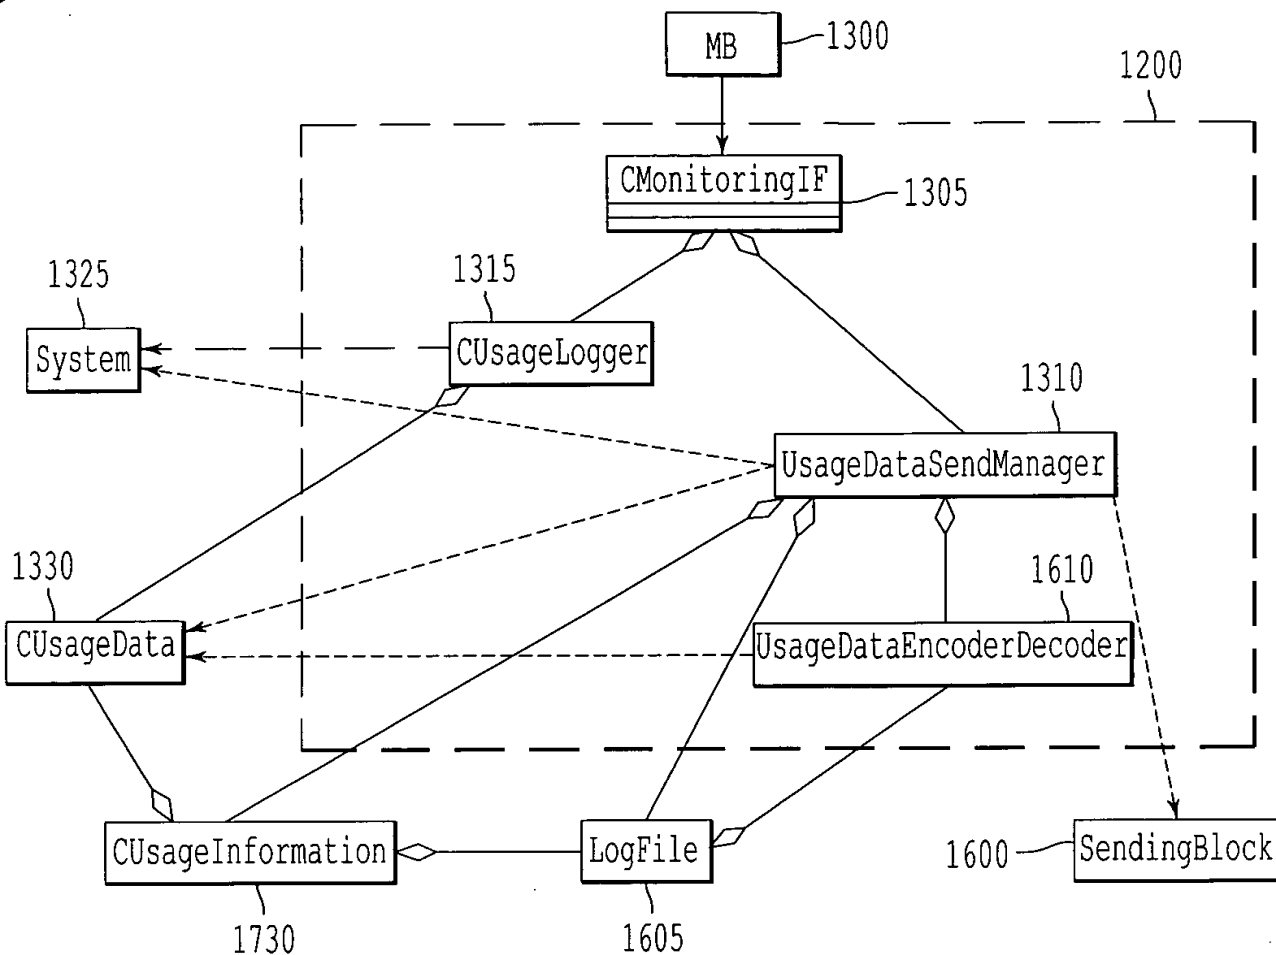 MB
1300
1200
CMonitoringIF
1305
1315
1325
System
CUsageLogger
1310
UsageDataSendManager
1330
1610
CUsageData
UsageDataEncoderDecoder
CUsageInformation
LogFile
1600
SendingBlock
1730
1605